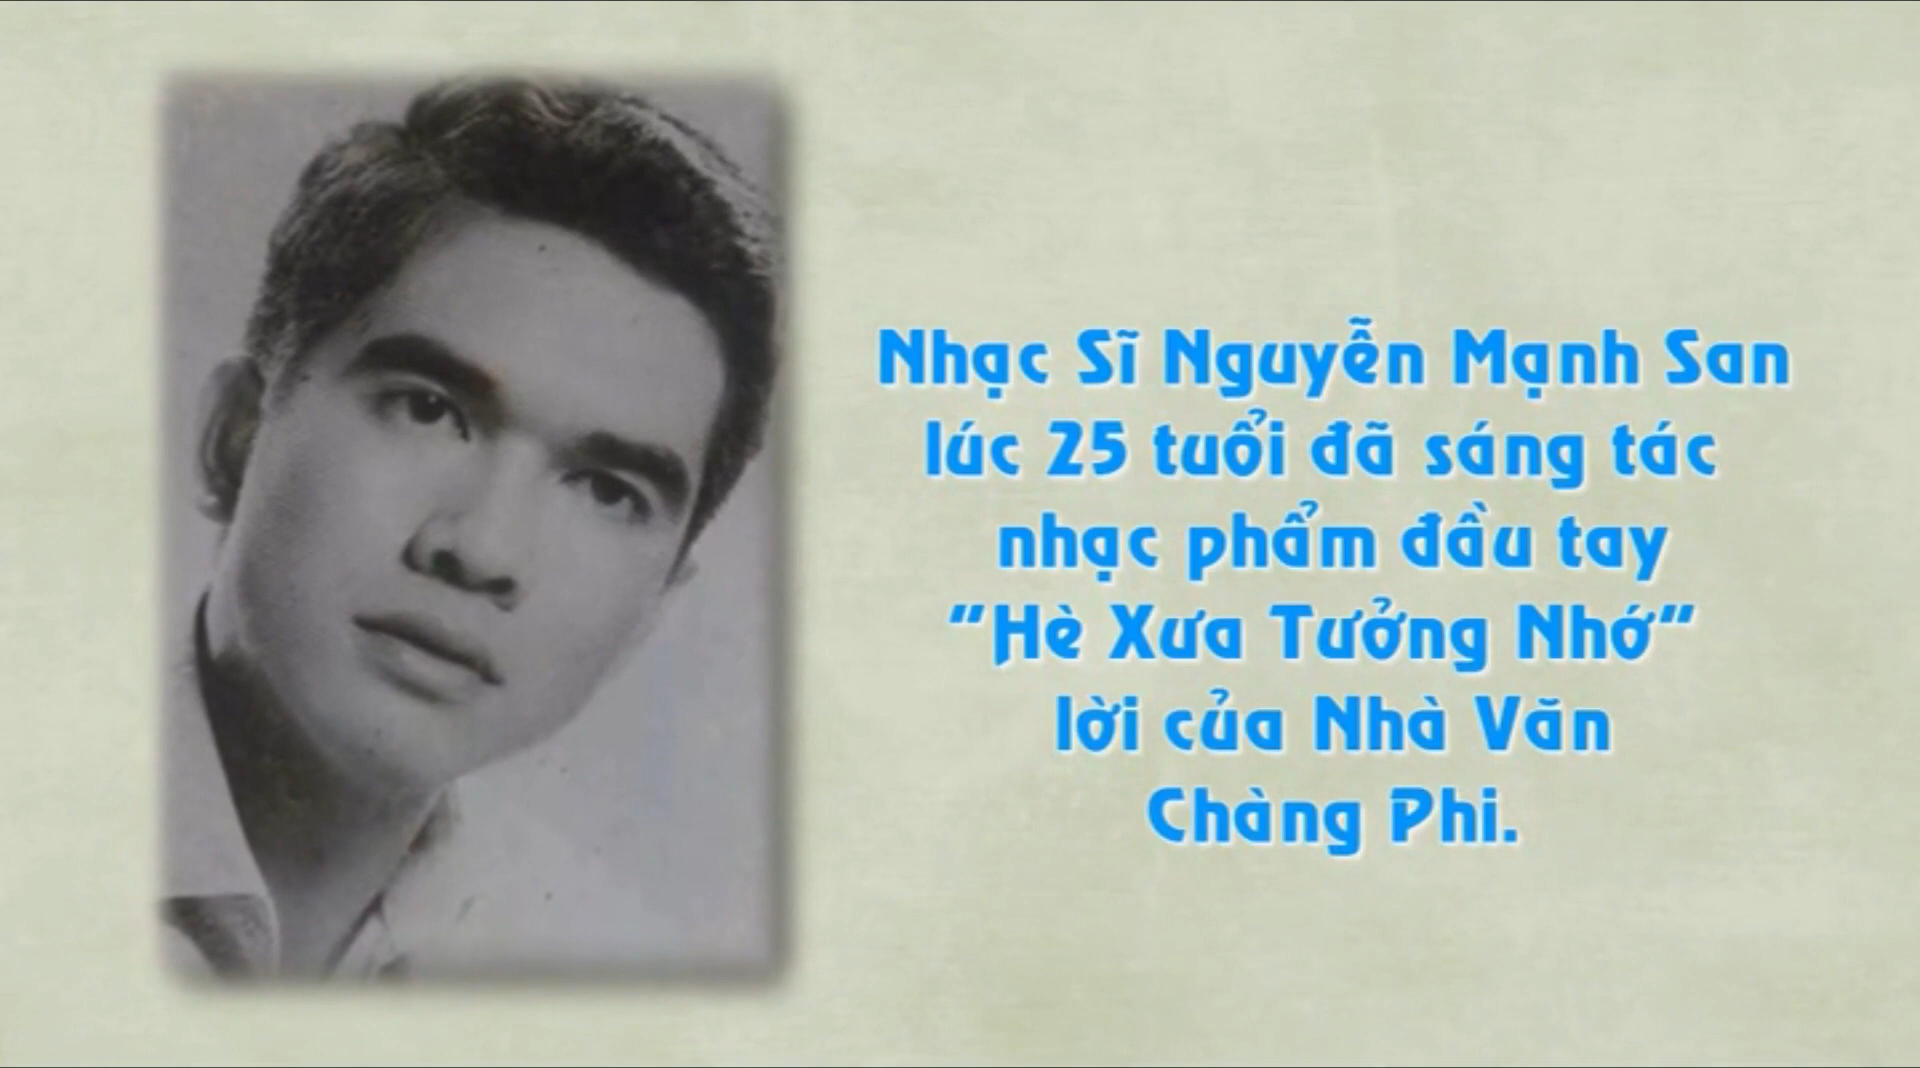 Nhạc Sĩ Nguyễn Mạnh San
lúc 25 tuổi đã sáng tác
nhạc phẩm đầu tay
"Hè Xưa Tưởng Nhớ"
lời của Nhà Văn
Chàng Phi.